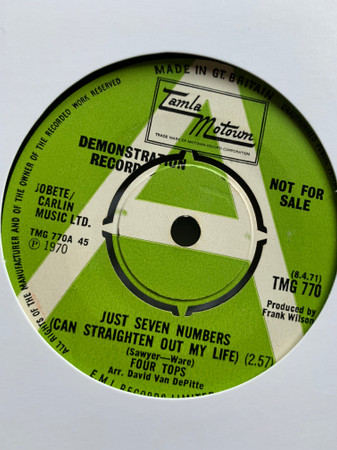 MADE IN GT. BRITAIN
ALL RIGHTS OF THE MANUFACTURER AND OF THE OWNER OF THE RECORDED WORK RESERVED
Tamla
Motown
TRADE MARK OF MOTOWN RECORD CORPORATION
DEMONSTRATION
RECORD
NOT FOR
SALE
JOBETE/
CARLIN
MUSIC LTD.
TMG 770A 45
Ⓟ 1970
(8.4.71)
TMG 770
Produced by
Frank Wilson
JUST SEVEN NUMBERS
(CAN STRAIGHTEN OUT MY LIFE) (2.57)
(Sawyer—Ware)
FOUR TOPS
Arr. David Van DePitte
E.M.I. RECORDS LIMITED